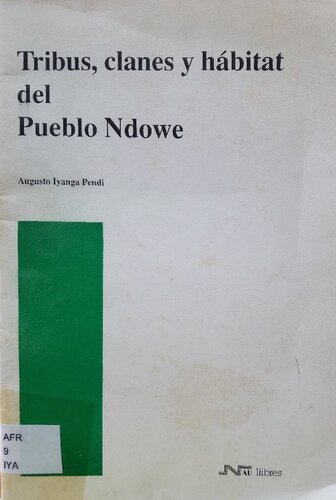 Tribus, clanes y hábitat
del
Pueblo Ndowe
Augusto Iyanga Pendi
AFR
9
IYA
NAU llibres